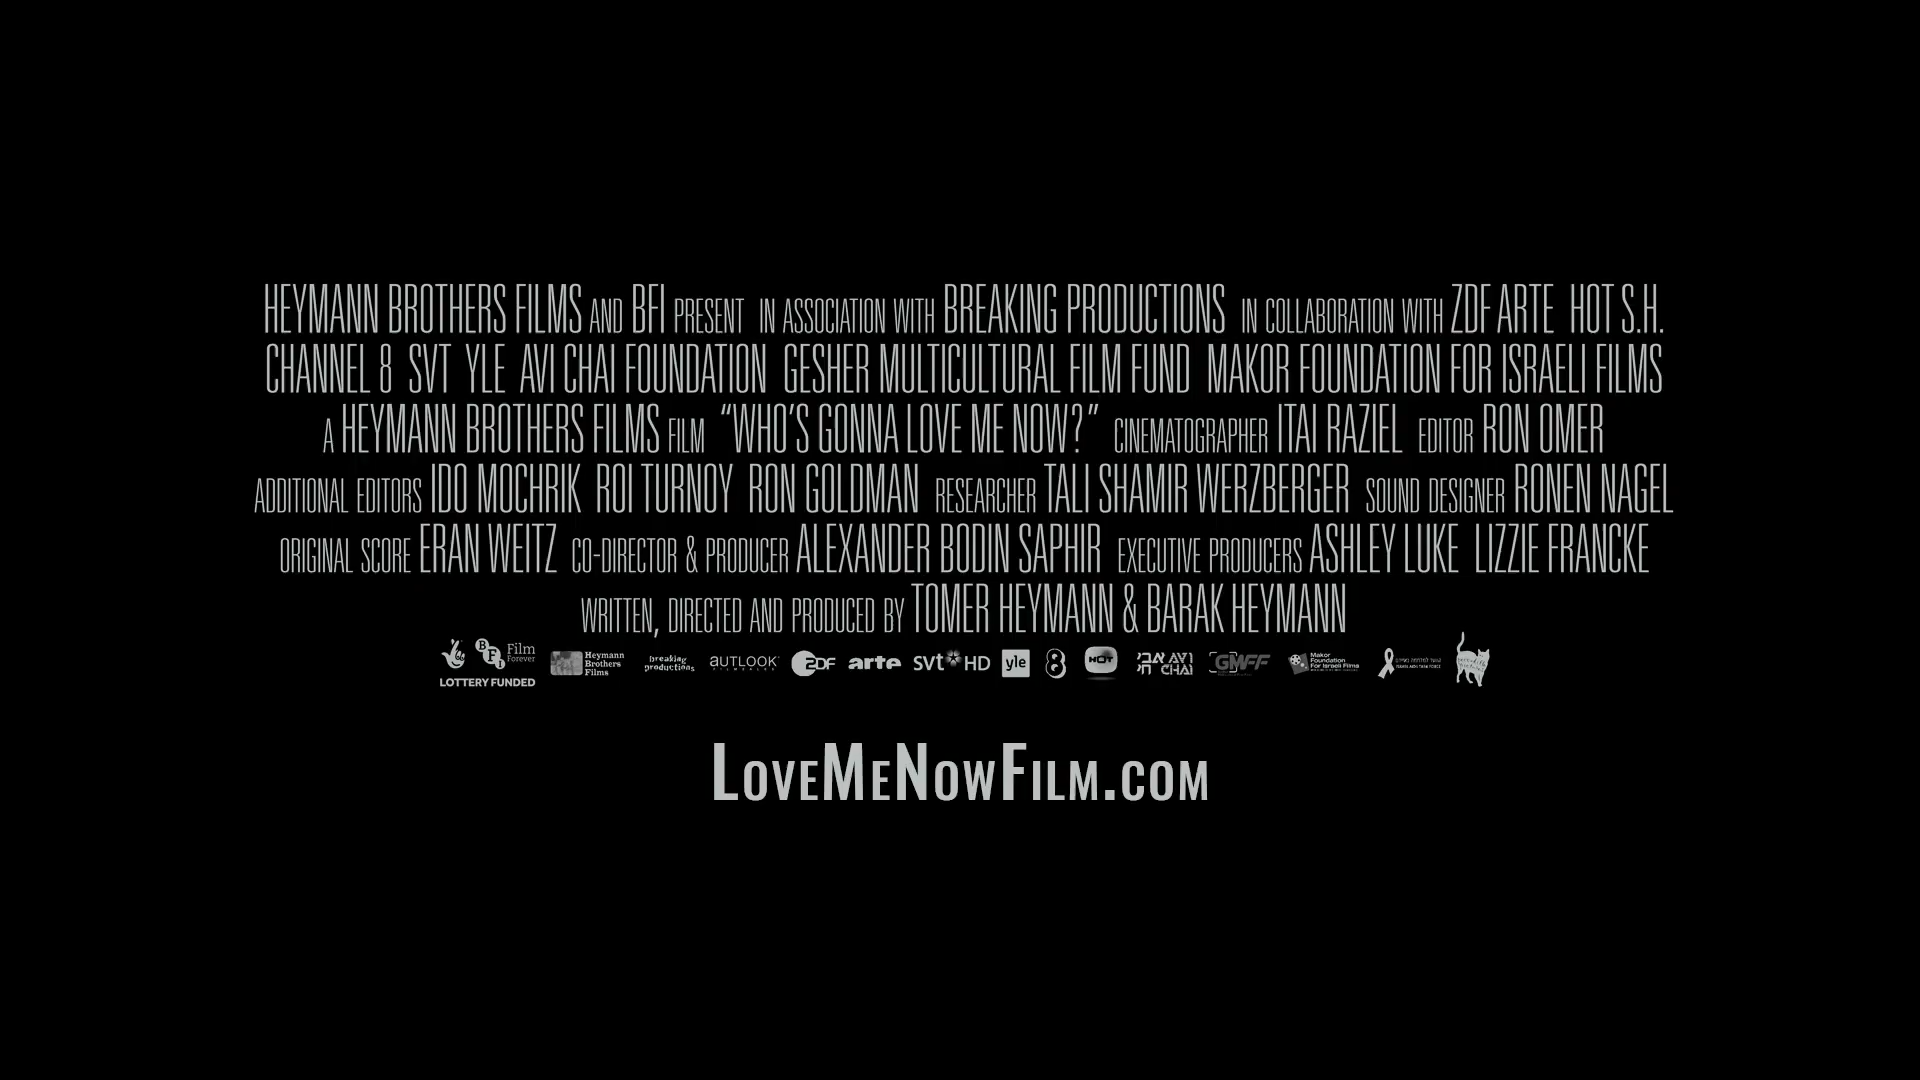 HEYMANN BROTHERS FILMS AND BFI PRESENT IN ASSOCIATION WITH BREAKING PRODUCTIONS IN COLLABORATION WITH ZDF ARTE HOT S.H.
CHANNEL 8 SVT YLE AVI CHAI FOUNDATION GESHER MULTICULTURAL FILM FUND MAKOR FOUNDATION FOR ISRAELI FILMS
A HEYMANN BROTHERS FILMS FILM “WHO’S GONNA LOVE ME NOW?” CINEMATOGRAPHER ITAI RAZIEL EDITOR RON OMER
ADDITIONAL EDITORS IDO MOCHRIK ROI TURNOY RON GOLDMAN RESEARCHER TALI SHAMIR WERZBERGER SOUND DESIGNER RONEN NAGEL
ORIGINAL SCORE ERAN WEITZ CO-DIRECTOR & PRODUCER ALEXANDER BODIN SAPHIR EXECUTIVE PRODUCERS ASHLEY LUKE LIZZIE FRANCKE
WRITTEN, DIRECTED AND PRODUCED BY TOMER HEYMANN & BARAK HEYMANN
LOTTERY FUNDED
BFI Film Forever
Heymann Brothers Films
breaking productions
AUTLOOK FILMSALES
ZDF
arte
svt HD
yle
8
HOT
אבי חי AVI CHAI
GMFF
Makor Foundation For Israeli Films
LOVEMENOWFILM.COM